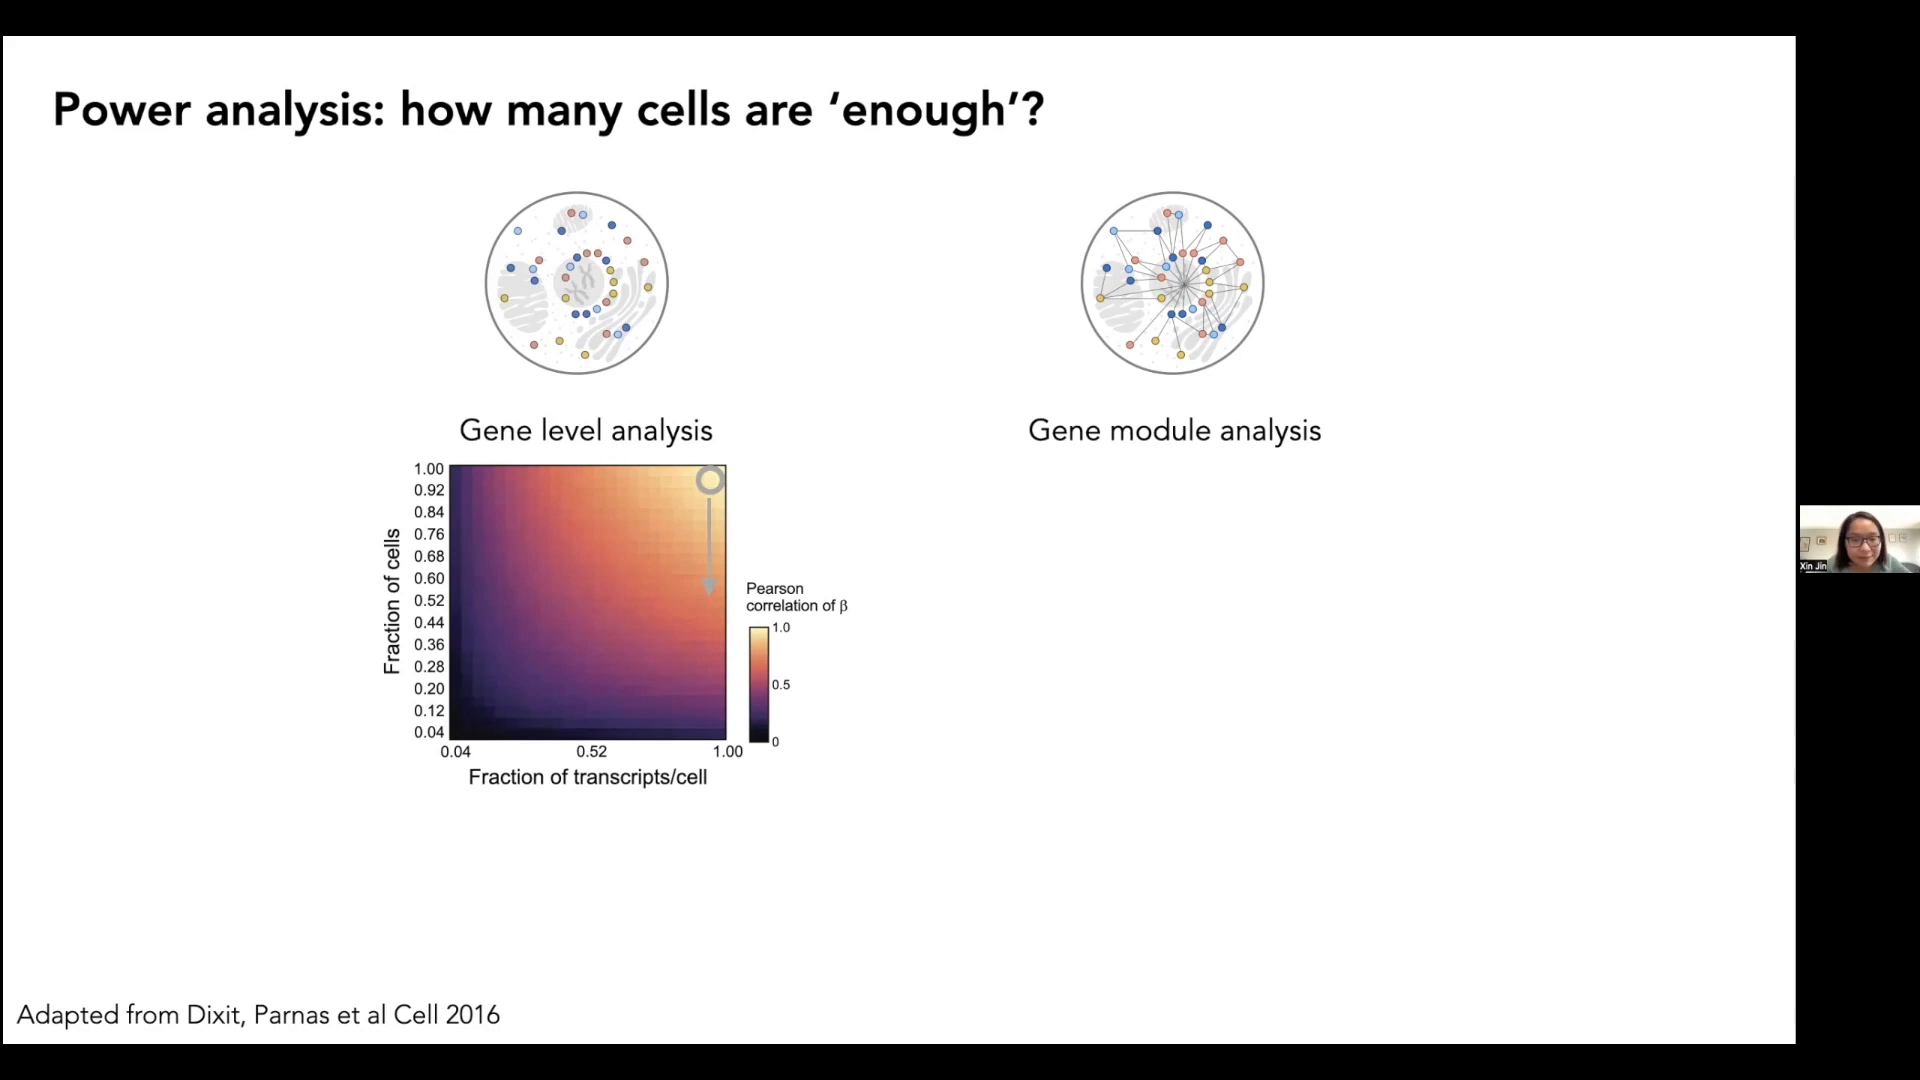 Power analysis: how many cells are ‘enough’?
Gene level analysis
Gene module analysis
Fraction of cells
1.00
0.92
0.84
0.76
0.68
0.60
0.52
0.44
0.36
0.28
0.20
0.12
0.04
0.04 0.52 1.00
Fraction of transcripts/cell
Pearson
correlation of β
1.0
0.5
0
Xin Jin
Adapted from Dixit, Parnas et al Cell 2016